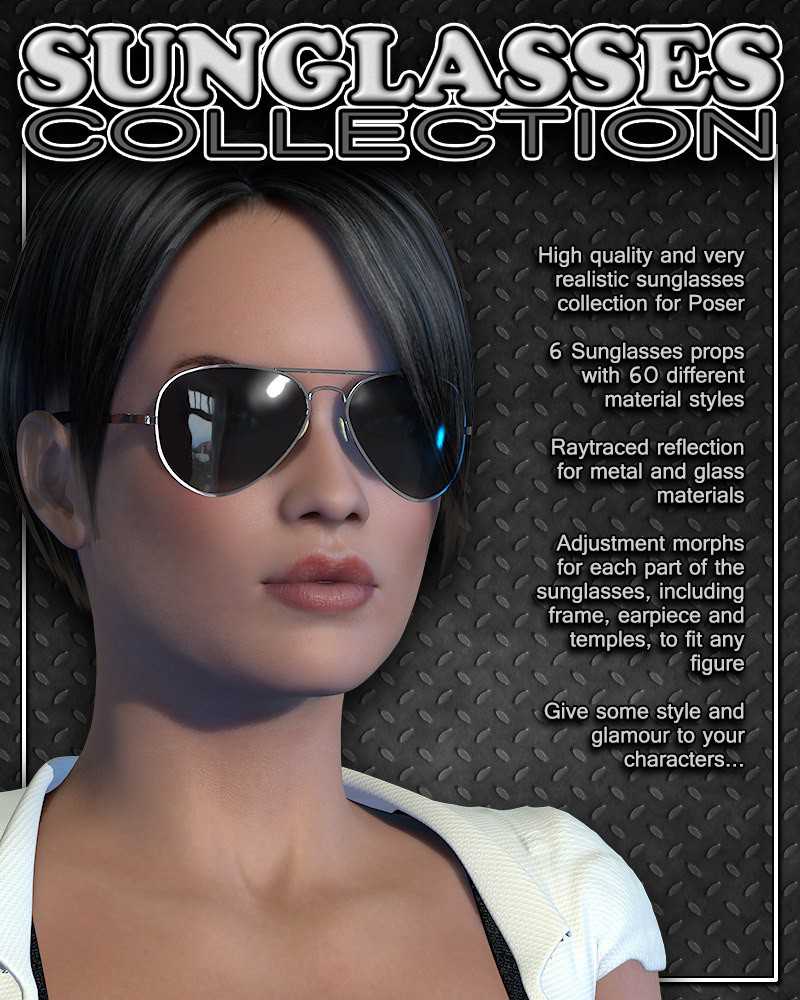 SUNGLASSES
COLLECTION
High quality and very
realistic sunglasses
collection for Poser
6 Sunglasses props
with 60 different
material styles
Raytraced reflection
for metal and glass
materials
Adjustment morphs
for each part of the
sunglasses, including
frame, earpiece and
temples, to fit any
figure
Give some style and
glamour to your
characters...